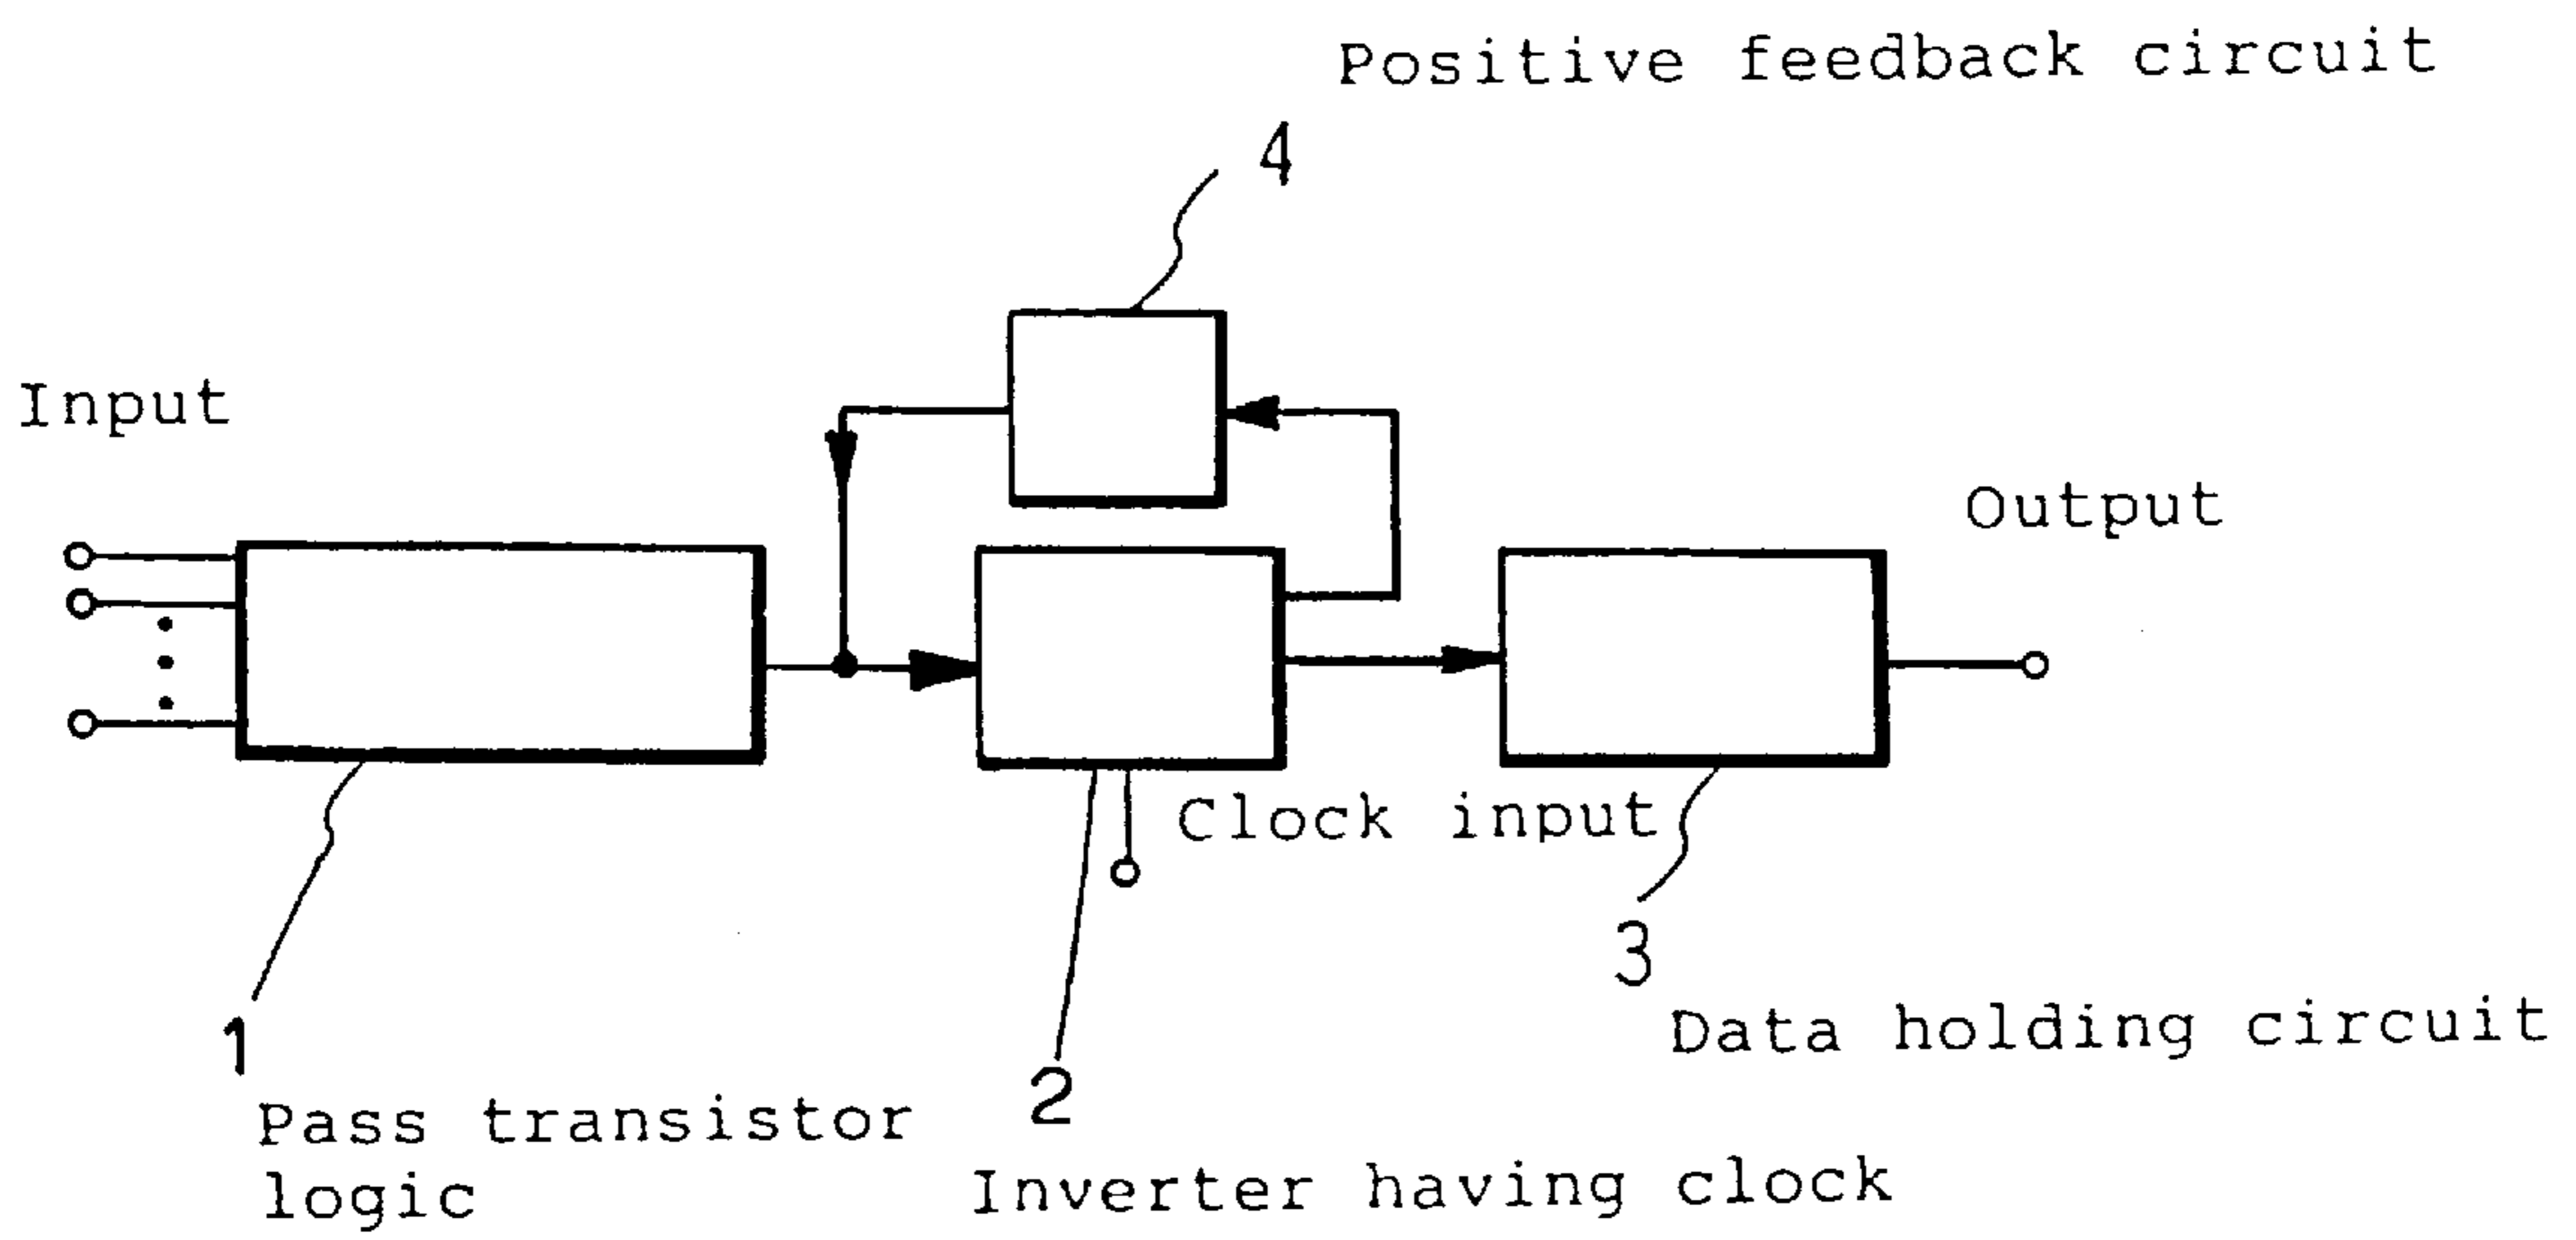 Positive feedback circuit
4
Input
Output
Clock input
3
Data holding circuit
1
Pass transistor
logic
2
Inverter having clock